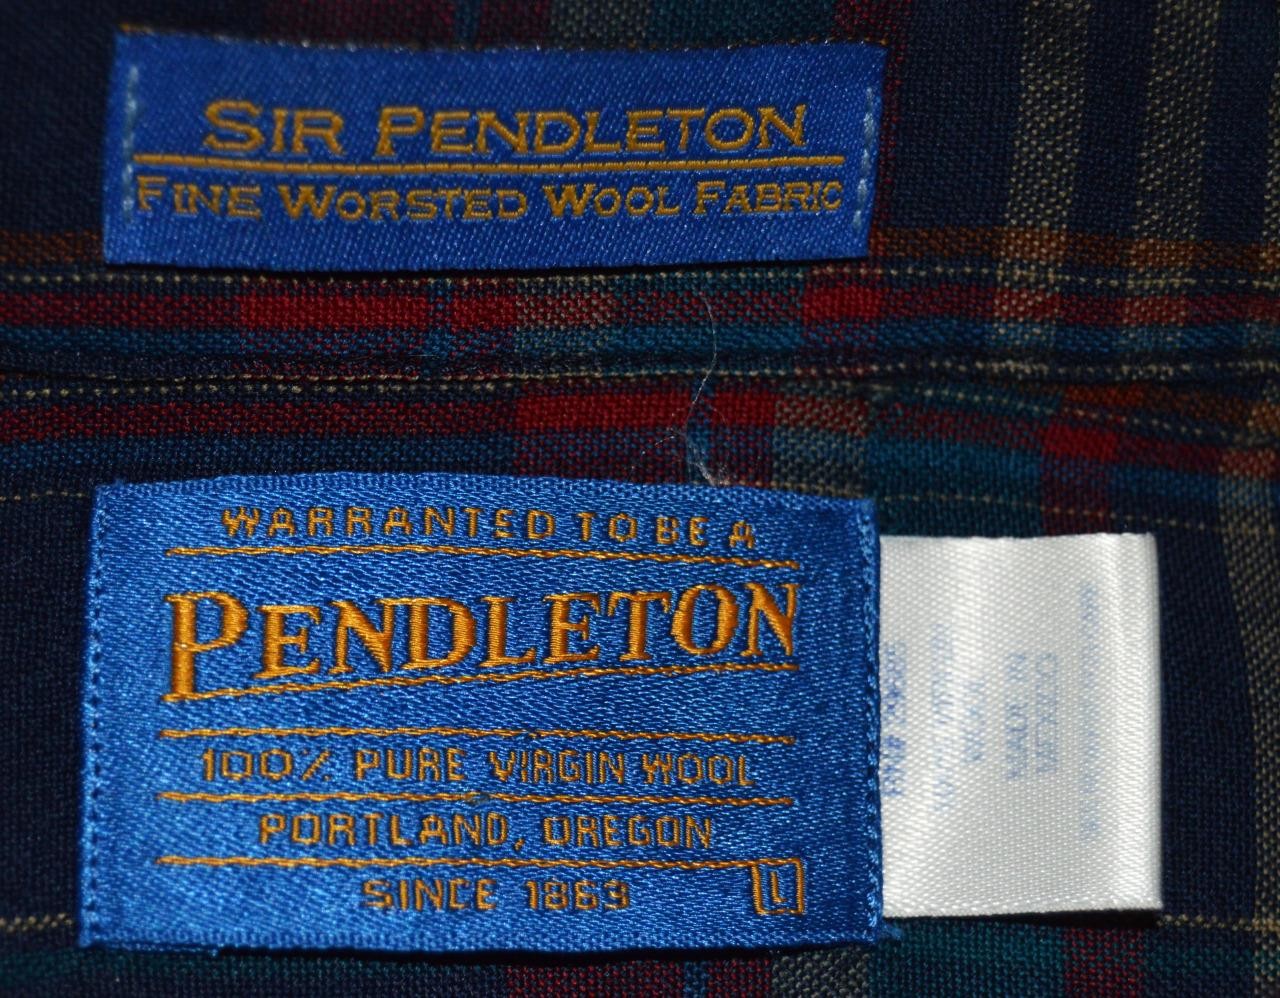 SIR PENDLETON
FINE WORSTED WOOL FABRIC
WARRANTED TO BE A
PENDLETON
100% PURE VIRGIN WOOL
PORTLAND, OREGON
SINCE 1863
L